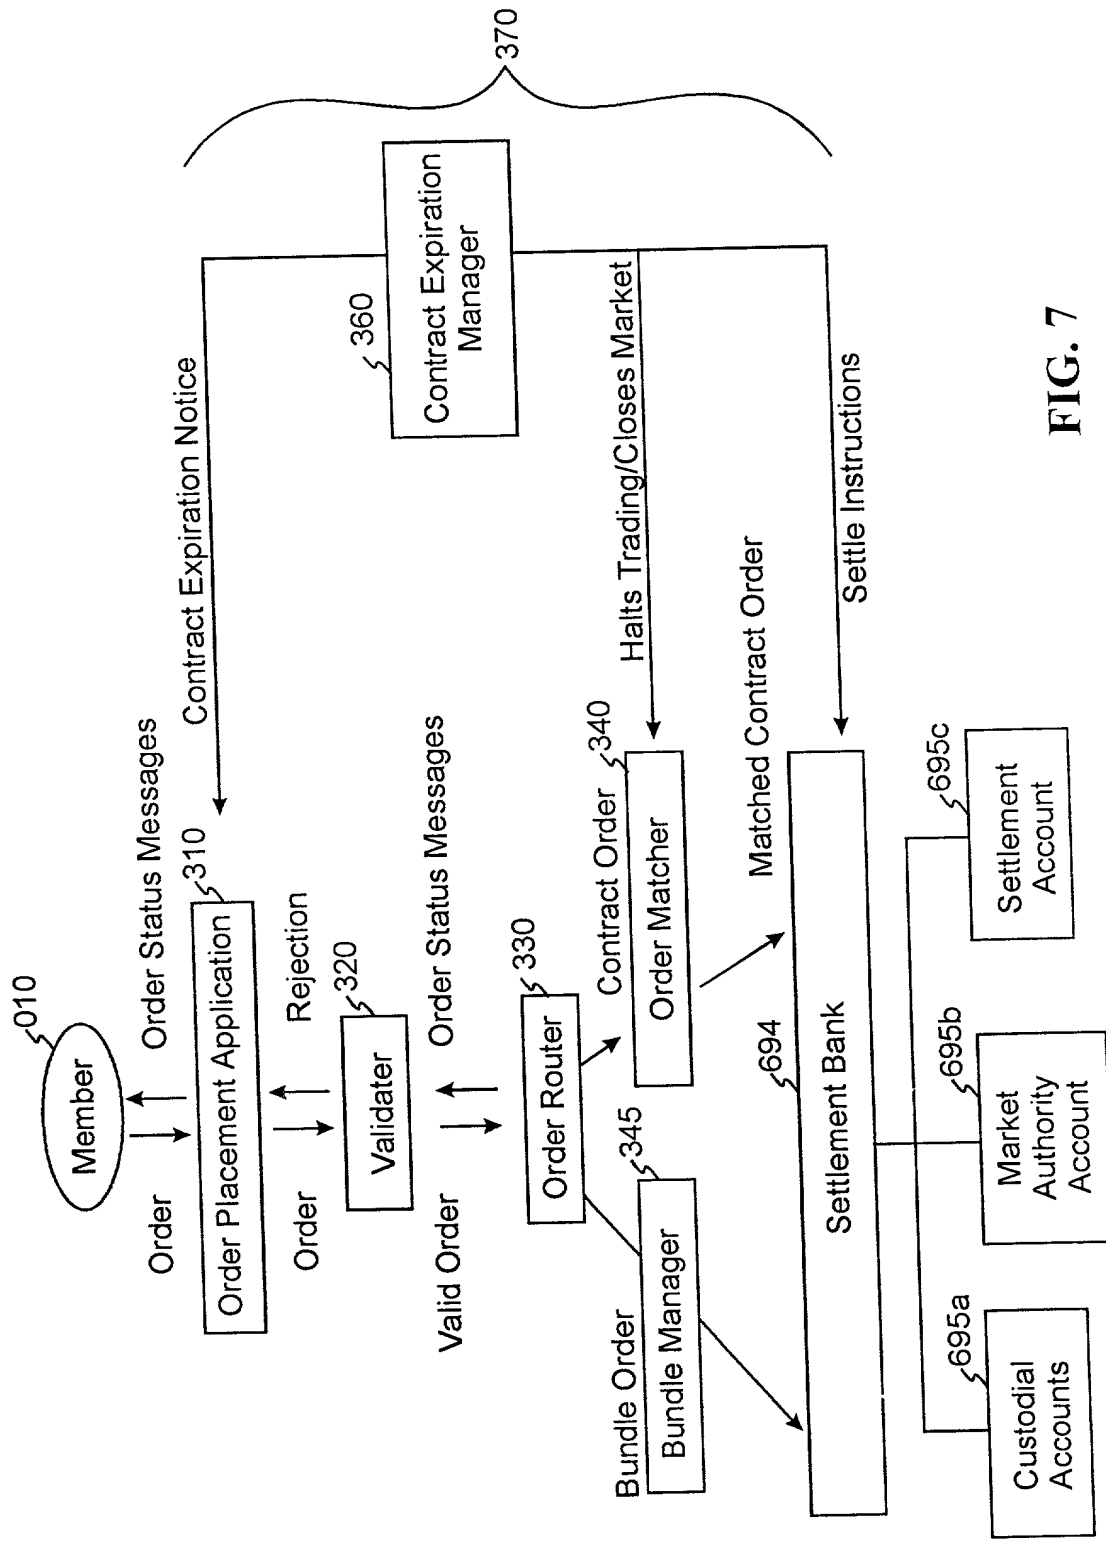 010
Member
Order
Order Status Messages
310
Order Placement Application
Contract Expiration Notice
Order
Rejection
320
Validater
Valid Order
Order Status Messages
330
Order Router
360
Contract Expiration
Manager
370
Bundle Order
345
Bundle Manager
Contract Order
340
Order Matcher
Halts Trading/Closes Market
Matched Contract Order
694
Settlement Bank
Settle Instructions
695a
Custodial
Accounts
695b
Market
Authority
Account
695c
Settlement
Account
FIG. 7